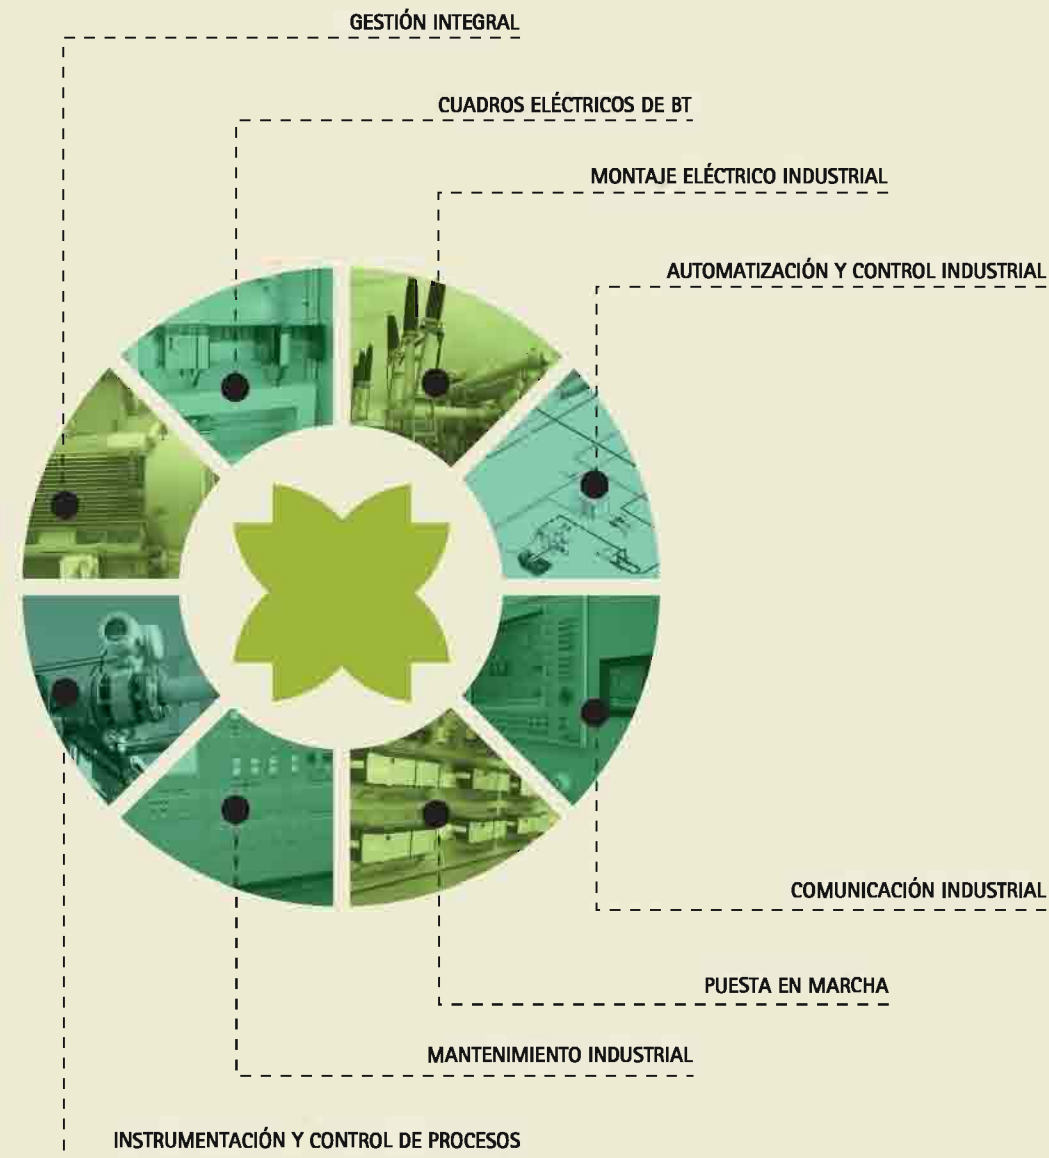 GESTIÓN INTEGRAL
CUADROS ELÉCTRICOS DE BT
MONTAJE ELÉCTRICO INDUSTRIAL
AUTOMATIZACIÓN Y CONTROL INDUSTRIAL
COMUNICACIÓN INDUSTRIAL
PUESTA EN MARCHA
MANTENIMIENTO INDUSTRIAL
INSTRUMENTACIÓN Y CONTROL DE PROCESOS